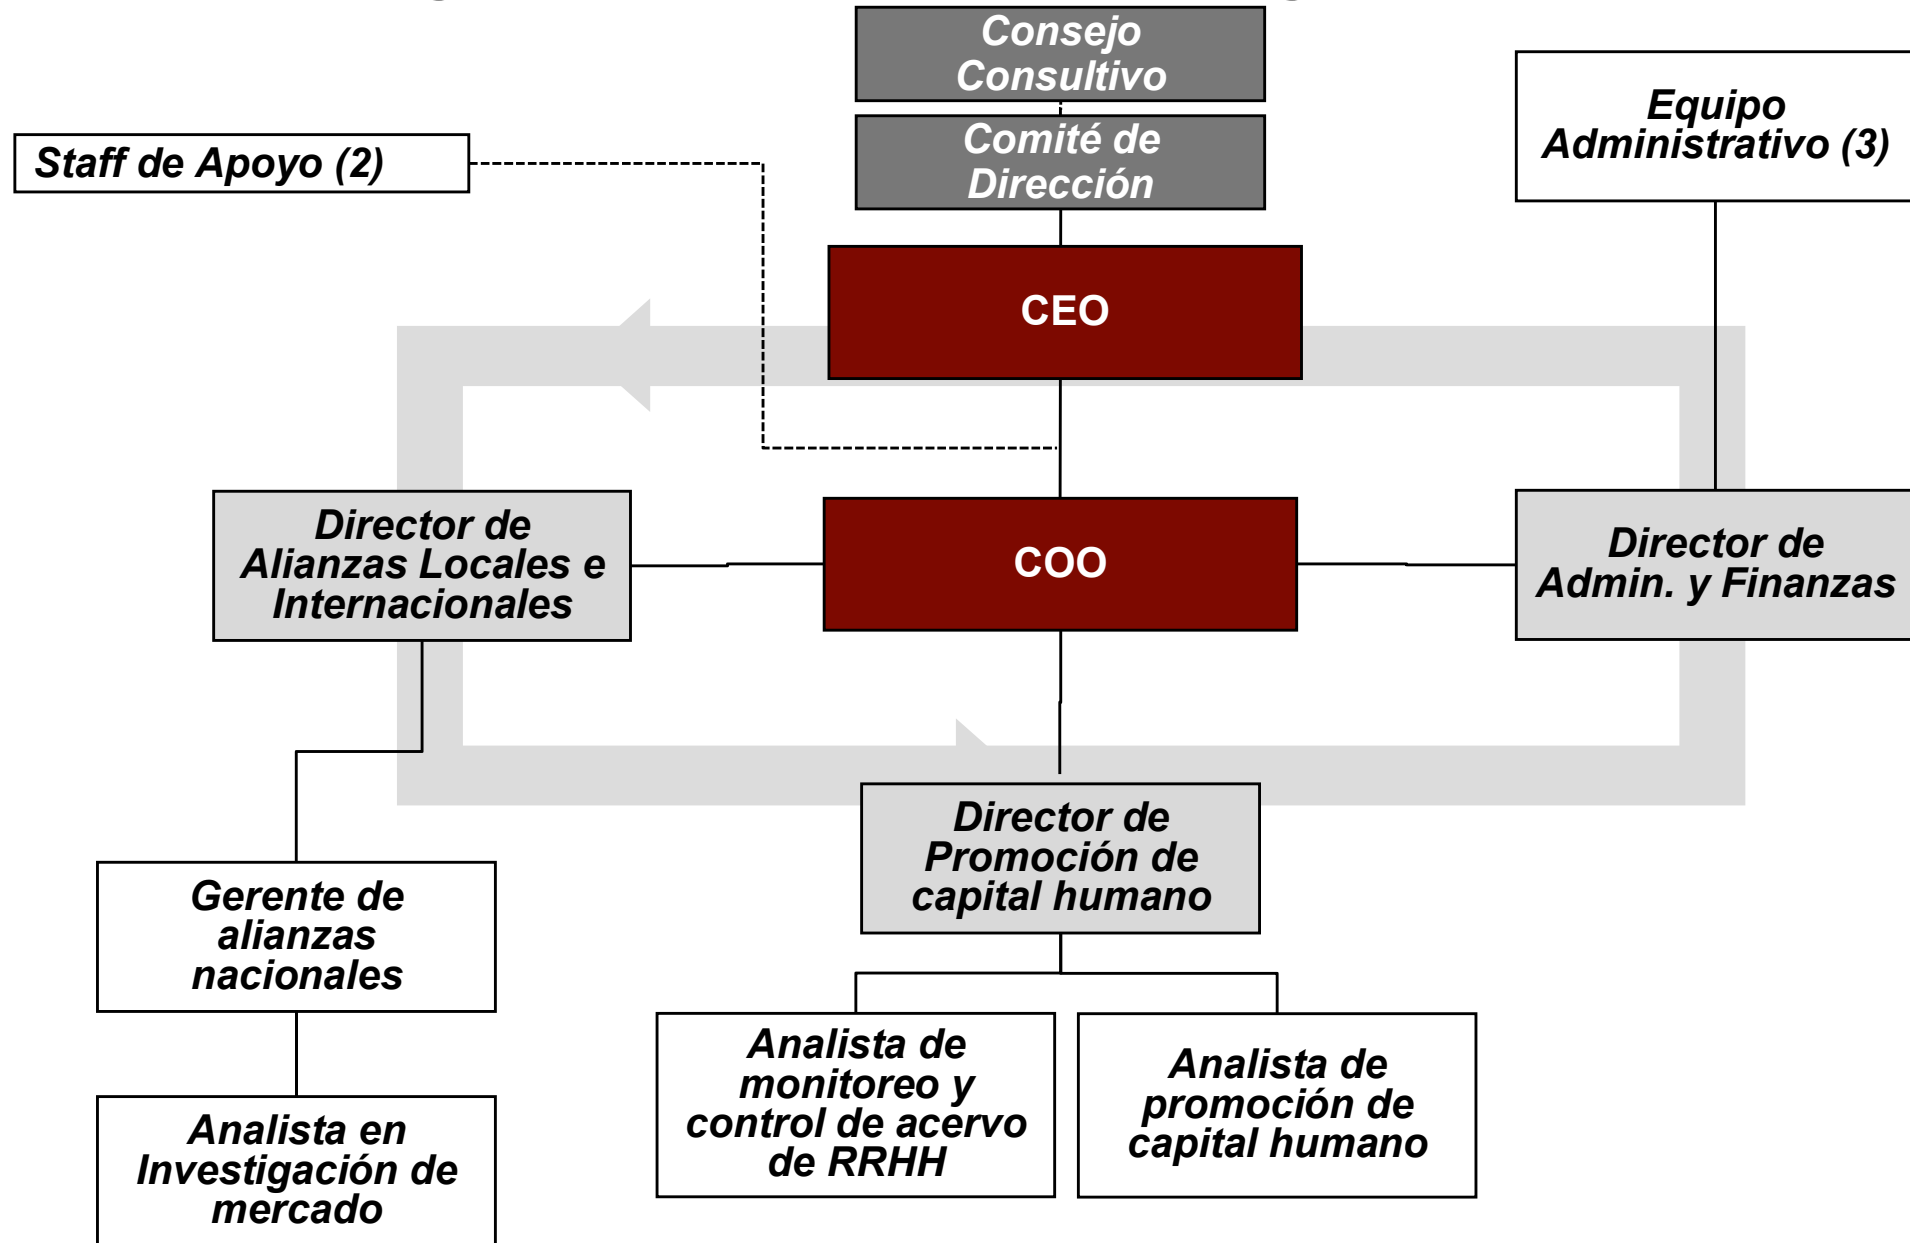 Consejo
Consultivo
Equipo
Administrativo (3)
Comité de
Dirección
Staff de Apoyo (2)
CEO
Director de
Alianzas Locales e
Internacionales
COO
Director de
Admin. y Finanzas
Director de
Promoción de
capital humano
Gerente de
alianzas
nacionales
Analista de
monitoreo y
control de acervo
de RRHH
Analista de
promoción de
capital humano
Analista en
Investigación de
mercado